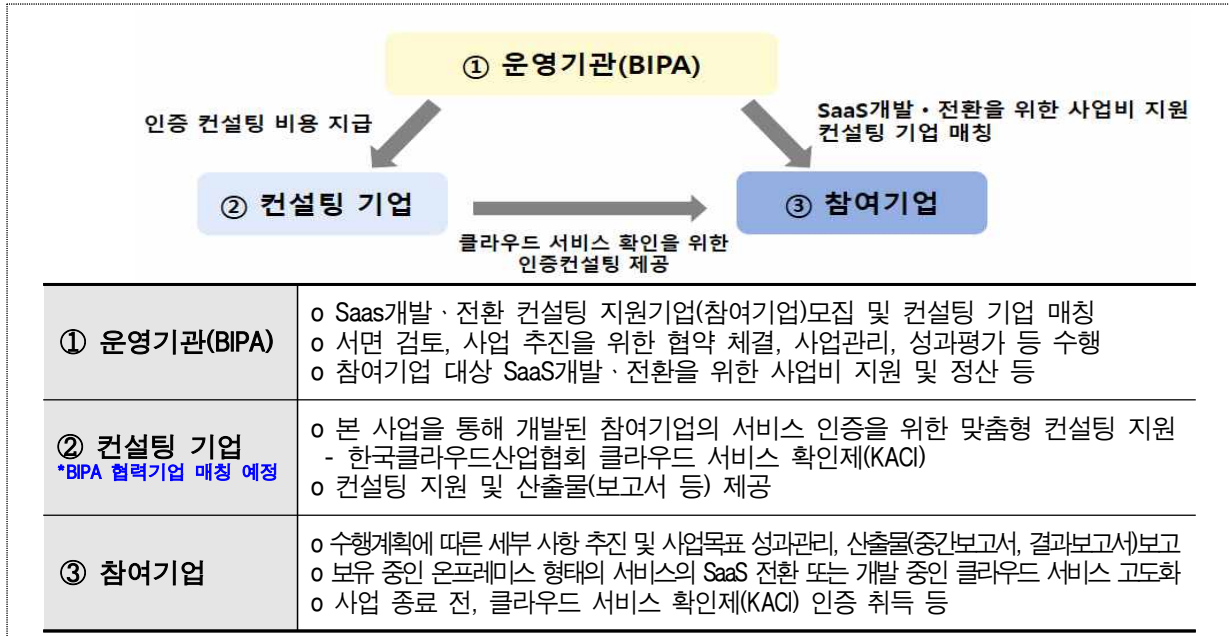 ① 운영기관(BIPA)
인증 컨설팅 비용 지급
SaaS개발・전환을 위한 사업비 지원
컨설팅 기업 매칭
② 컨설팅 기업
③ 참여기업
클라우드 서비스 확인을 위한
인증컨설팅 제공
① 운영기관(BIPA)
o Saas개발・전환 컨설팅 지원기업(참여기업)모집 및 컨설팅 기업 매칭
o 서면 검토, 사업 추진을 위한 협약 체결, 사업관리, 성과평가 등 수행
o 참여기업 대상 SaaS개발・전환을 위한 사업비 지원 및 정산 등
② 컨설팅 기업
*BIPA 협력기업 매칭 예정
o 본 사업을 통해 개발된 참여기업의 서비스 인증을 위한 맞춤형 컨설팅 지원
- 한국클라우드산업협회 클라우드 서비스 확인제(KACI)
o 컨설팅 지원 및 산출물(보고서 등) 제공
③ 참여기업
o 수행계획에 따른 세부 사항 추진 및 사업목표 성과관리, 산출물(중간보고서, 결과보고서)보고
o 보유 중인 온프레미스 형태의 서비스의 SaaS 전환 또는 개발 중인 클라우드 서비스 고도화
o 사업 종료 전, 클라우드 서비스 확인제(KACI) 인증 취득 등